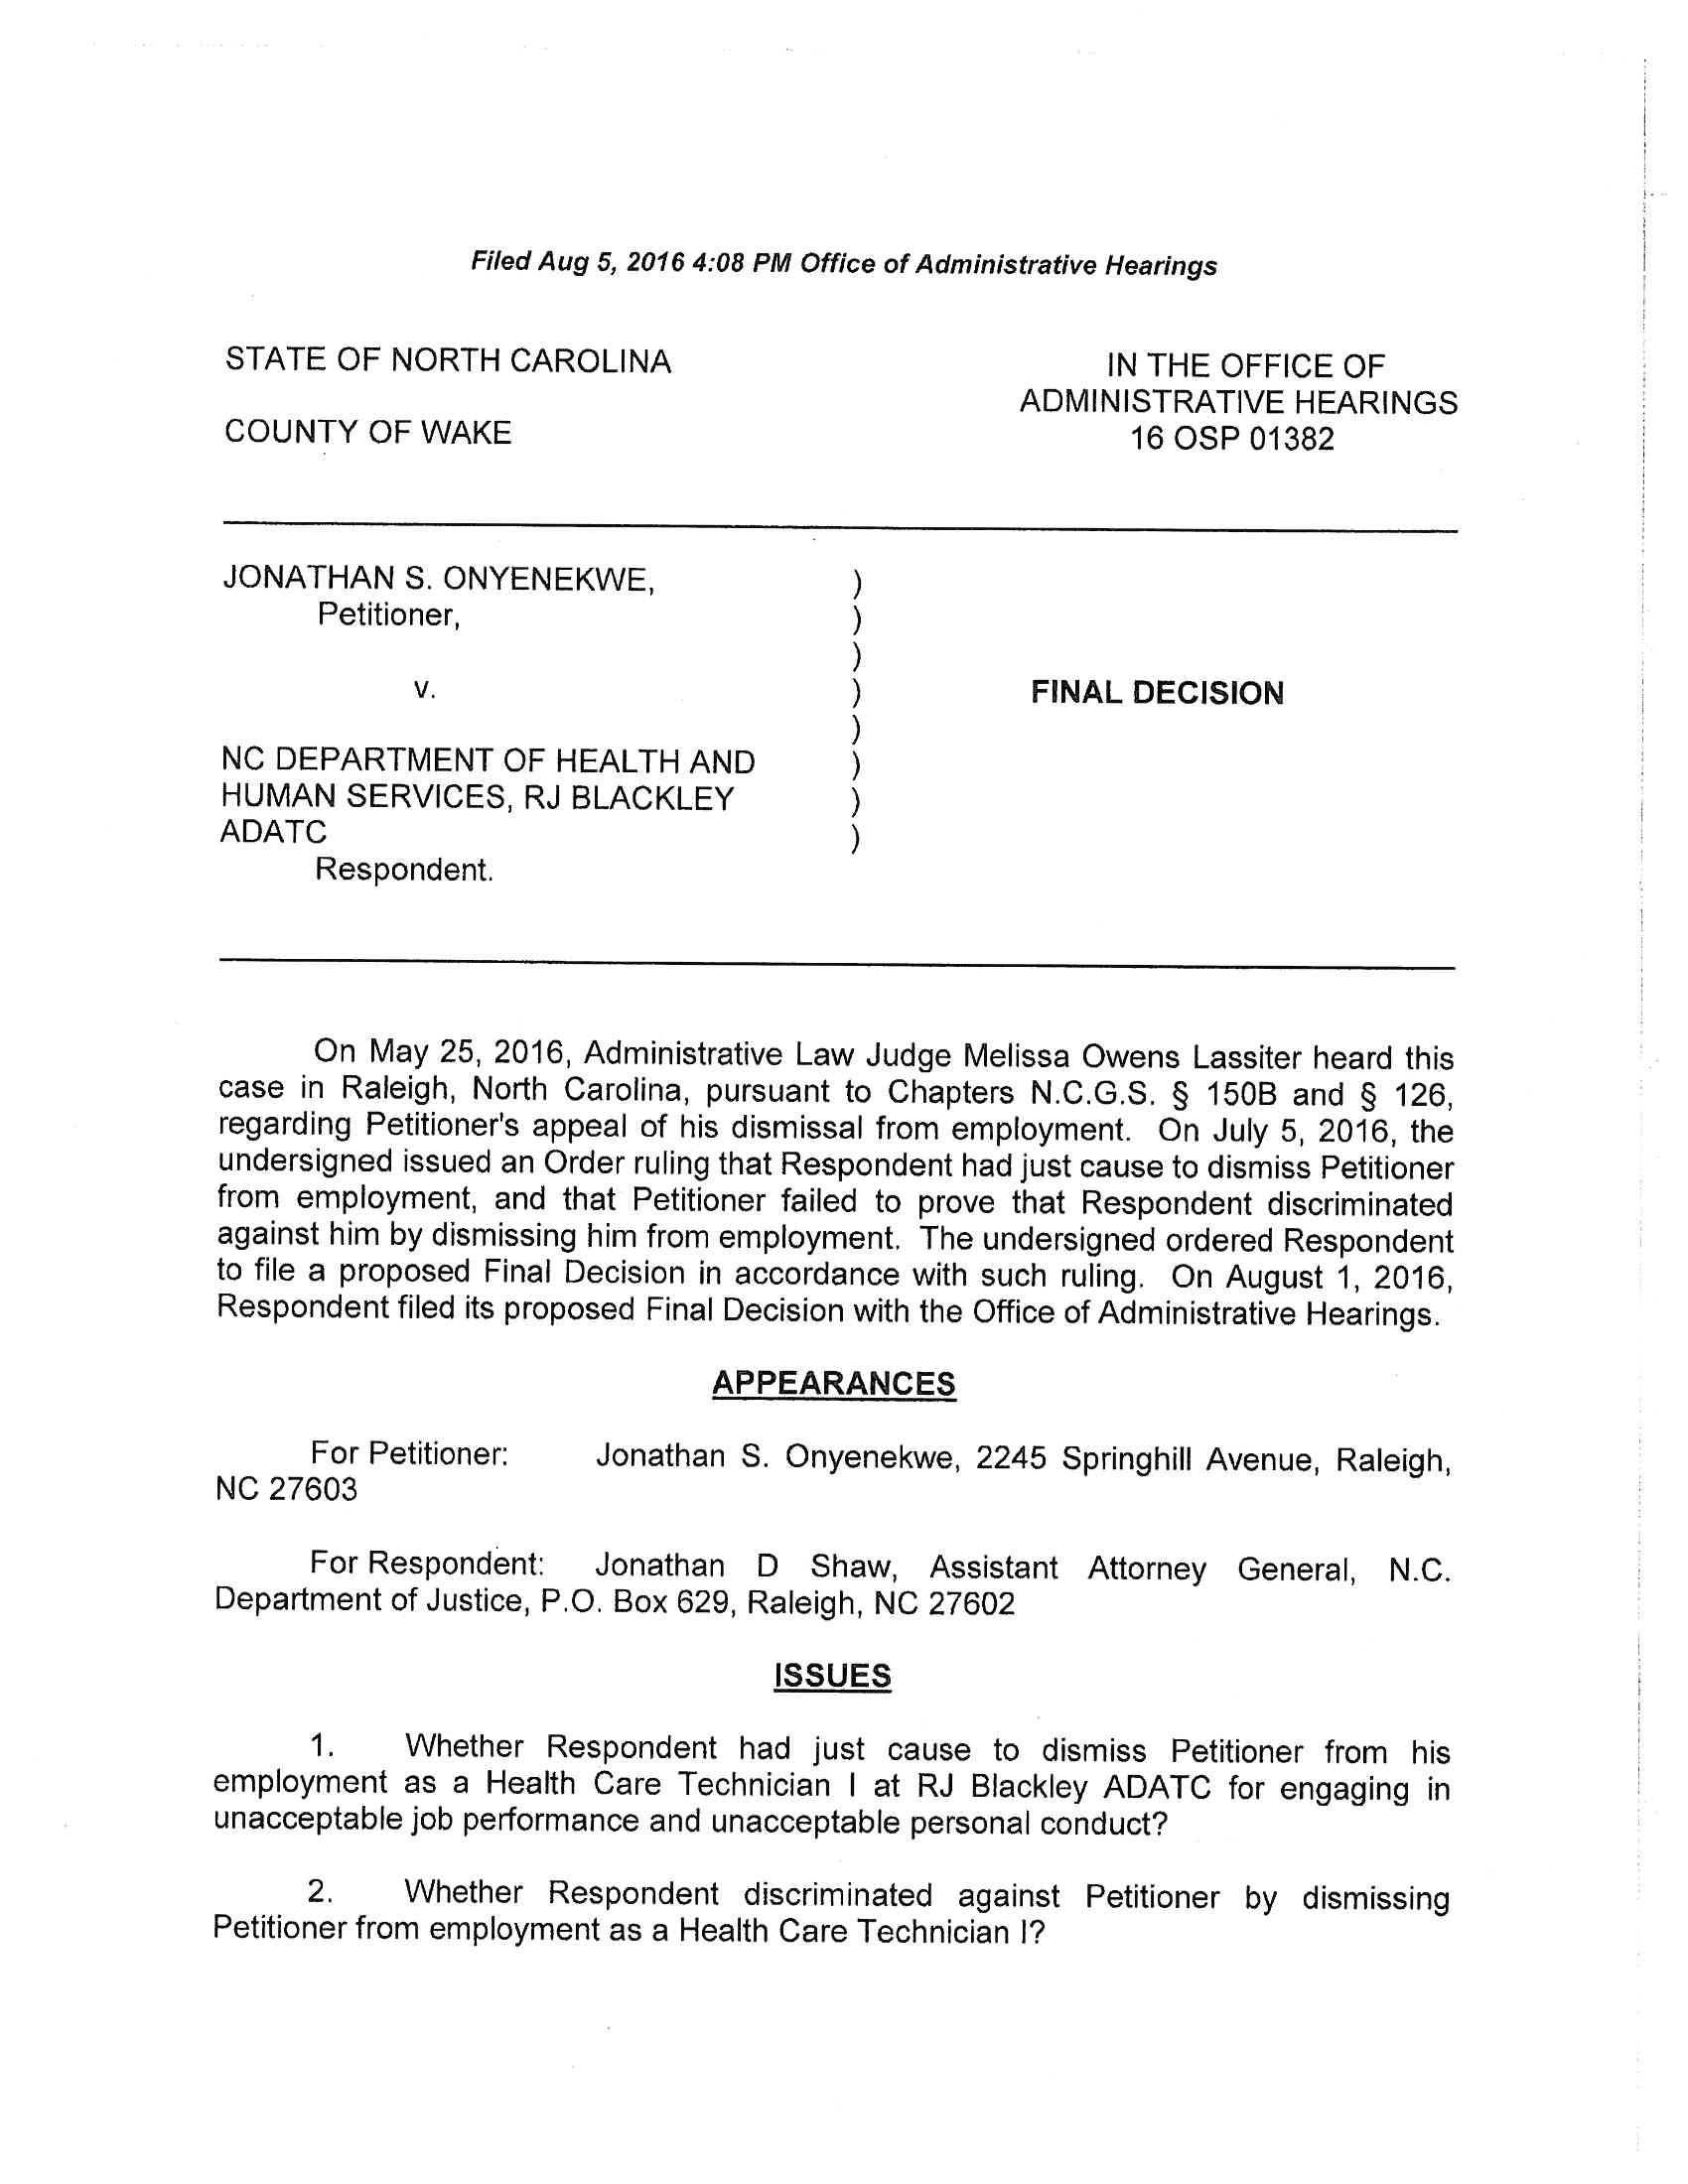 Filed Aug 5, 2016 4:08 PM Office of Administrative Hearings
STATE OF NORTH CAROLINA
COUNTY OF WAKE
IN THE OFFICE OF
ADMINISTRATIVE HEARINGS
16 OSP 01382
JONATHAN S. ONYENEKWE,
Petitioner,
v.
NC DEPARTMENT OF HEALTH AND
HUMAN SERVICES, RJ BLACKLEY
ADATC
Respondent.
)
)
)
)
)
)
)
)
FINAL DECISION
On May 25, 2016, Administrative Law Judge Melissa Owens Lassiter heard this
case in Raleigh, North Carolina, pursuant to Chapters N.C.G.S. § 150B and § 126,
regarding Petitioner's appeal of his dismissal from employment. On July 5, 2016, the
undersigned issued an Order ruling that Respondent had just cause to dismiss Petitioner
from employment, and that Petitioner failed to prove that Respondent discriminated
against him by dismissing him from employment. The undersigned ordered Respondent
to file a proposed Final Decision in accordance with such ruling. On August 1, 2016,
Respondent filed its proposed Final Decision with the Office of Administrative Hearings.
APPEARANCES
For Petitioner: Jonathan S. Onyenekwe, 2245 Springhill Avenue, Raleigh,
NC 27603
For Respondent: Jonathan D Shaw, Assistant Attorney General, N.C.
Department of Justice, P.O. Box 629, Raleigh, NC 27602
ISSUES
1. Whether Respondent had just cause to dismiss Petitioner from his
employment as a Health Care Technician I at RJ Blackley ADATC for engaging in
unacceptable job performance and unacceptable personal conduct?
2. Whether Respondent discriminated against Petitioner by dismissing
Petitioner from employment as a Health Care Technician I?